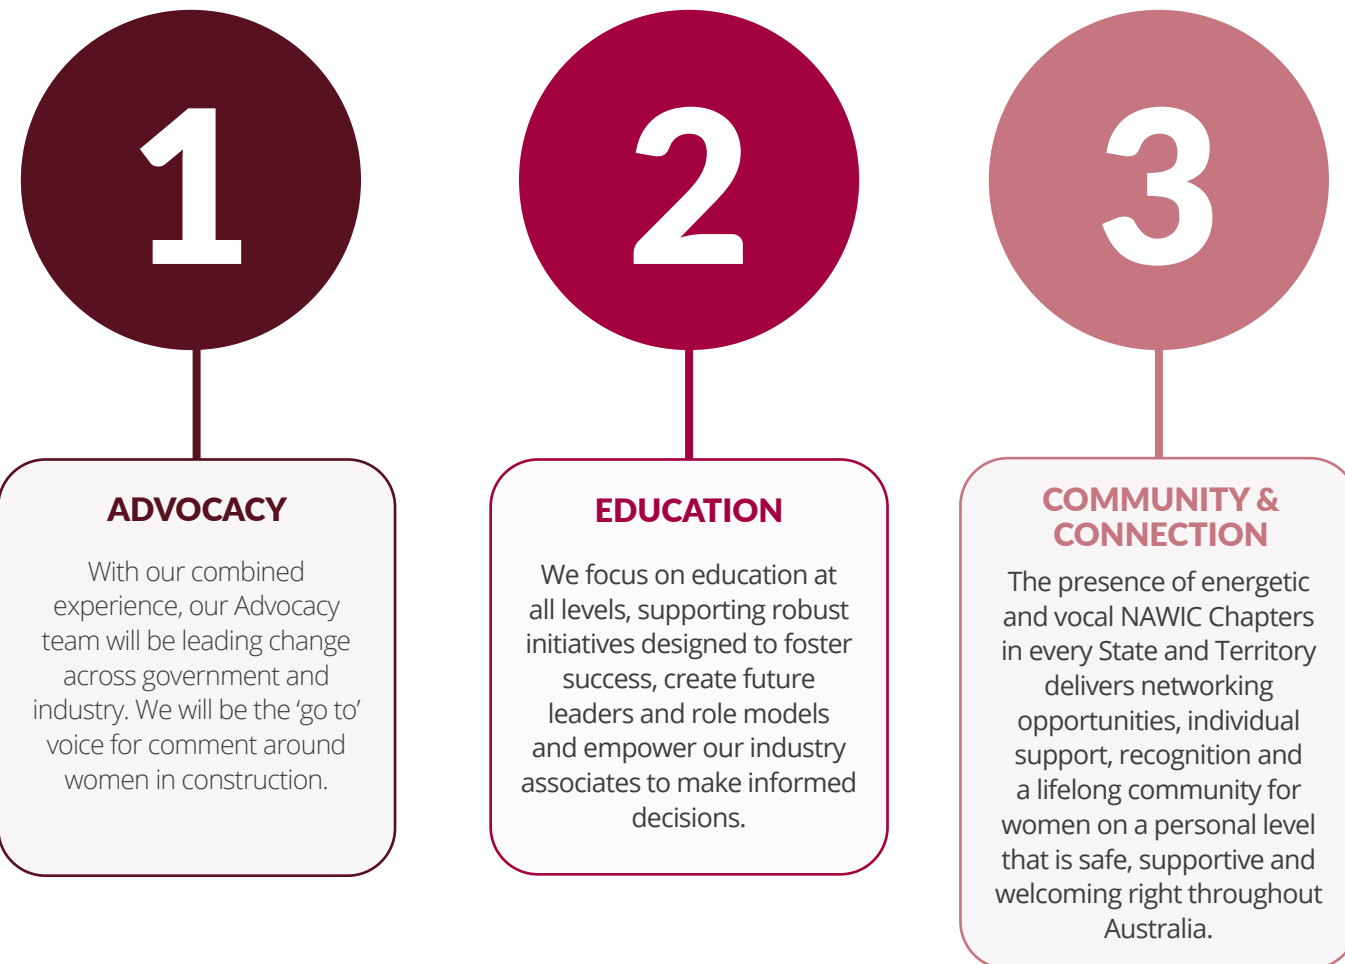 1
ADVOCACY
With our combined
experience, our Advocacy
team will be leading change
across government and
industry. We will be the ‘go to’
voice for comment around
women in construction.
2
EDUCATION
We focus on education at
all levels, supporting robust
initiatives designed to foster
success, create future
leaders and role models
and empower our industry
associates to make informed
decisions.
3
COMMUNITY &
CONNECTION
The presence of energetic
and vocal NAWIC Chapters
in every State and Territory
delivers networking
opportunities, individual
support, recognition and
a lifelong community for
women on a personal level
that is safe, supportive and
welcoming right throughout
Australia.